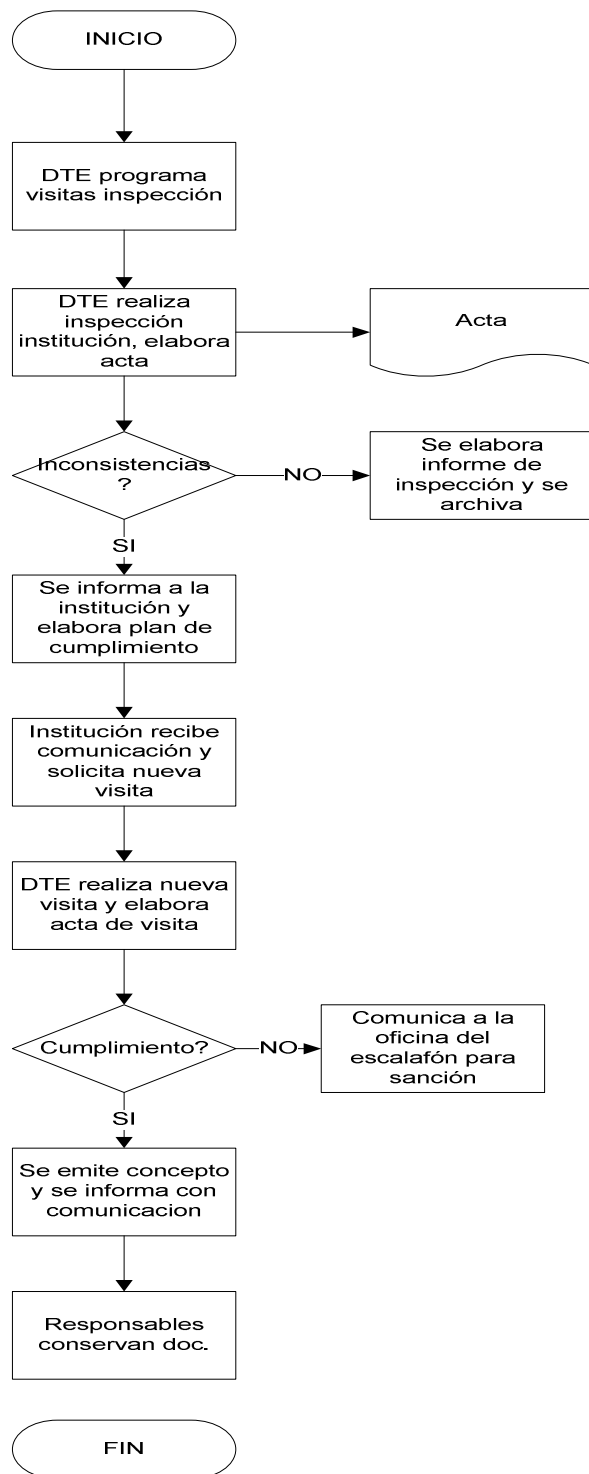 INICIO
DTE programa
visitas inspección
DTE realiza
inspección
institución, elabora
acta
Acta
Inconsistencias
?
NO
Se elabora
informe de
inspección y se
archiva
SI
Se informa a la
institución y
elabora plan de
cumplimiento
Institución recibe
comunicación y
solicita nueva
visita
DTE realiza nueva
visita y elabora
acta de visita
Cumplimiento?
NO
Comunica a la
oficina del
escalafón para
sanción
SI
Se emite concepto
y se informa con
comunicacion
Responsables
conservan doc.
FIN